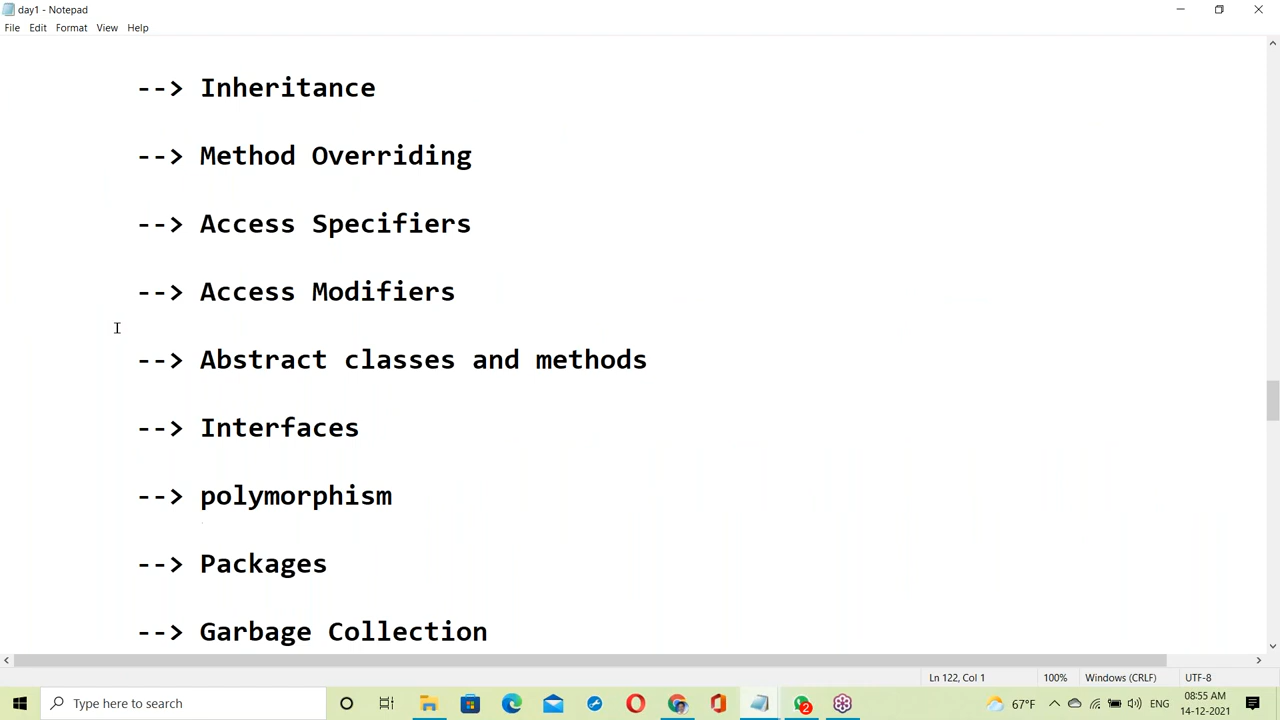 day1 - Notepad
File Edit Format View Help
--> Inheritance
--> Method Overriding
--> Access Specifiers
--> Access Modifiers
--> Abstract classes and methods
--> Interfaces
--> polymorphism
--> Packages
--> Garbage Collection
Ln 122, Col 1 100% Windows (CRLF) UTF-8
Type here to search 2 67°F ENG 08:55 AM
14-12-2021